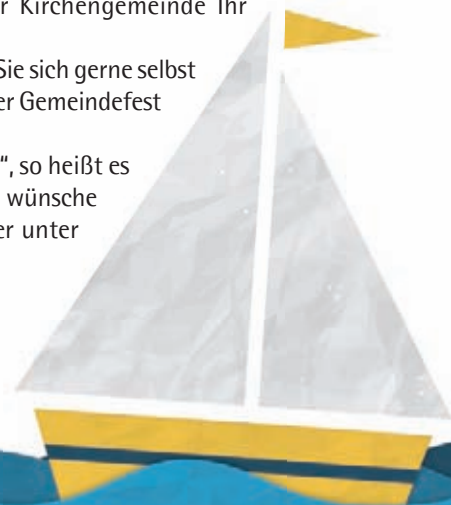 r Kirchengemeinde Ihr
Sie sich gerne selbst
er Gemeindefest
“, so heißt es
wünsche
er unter